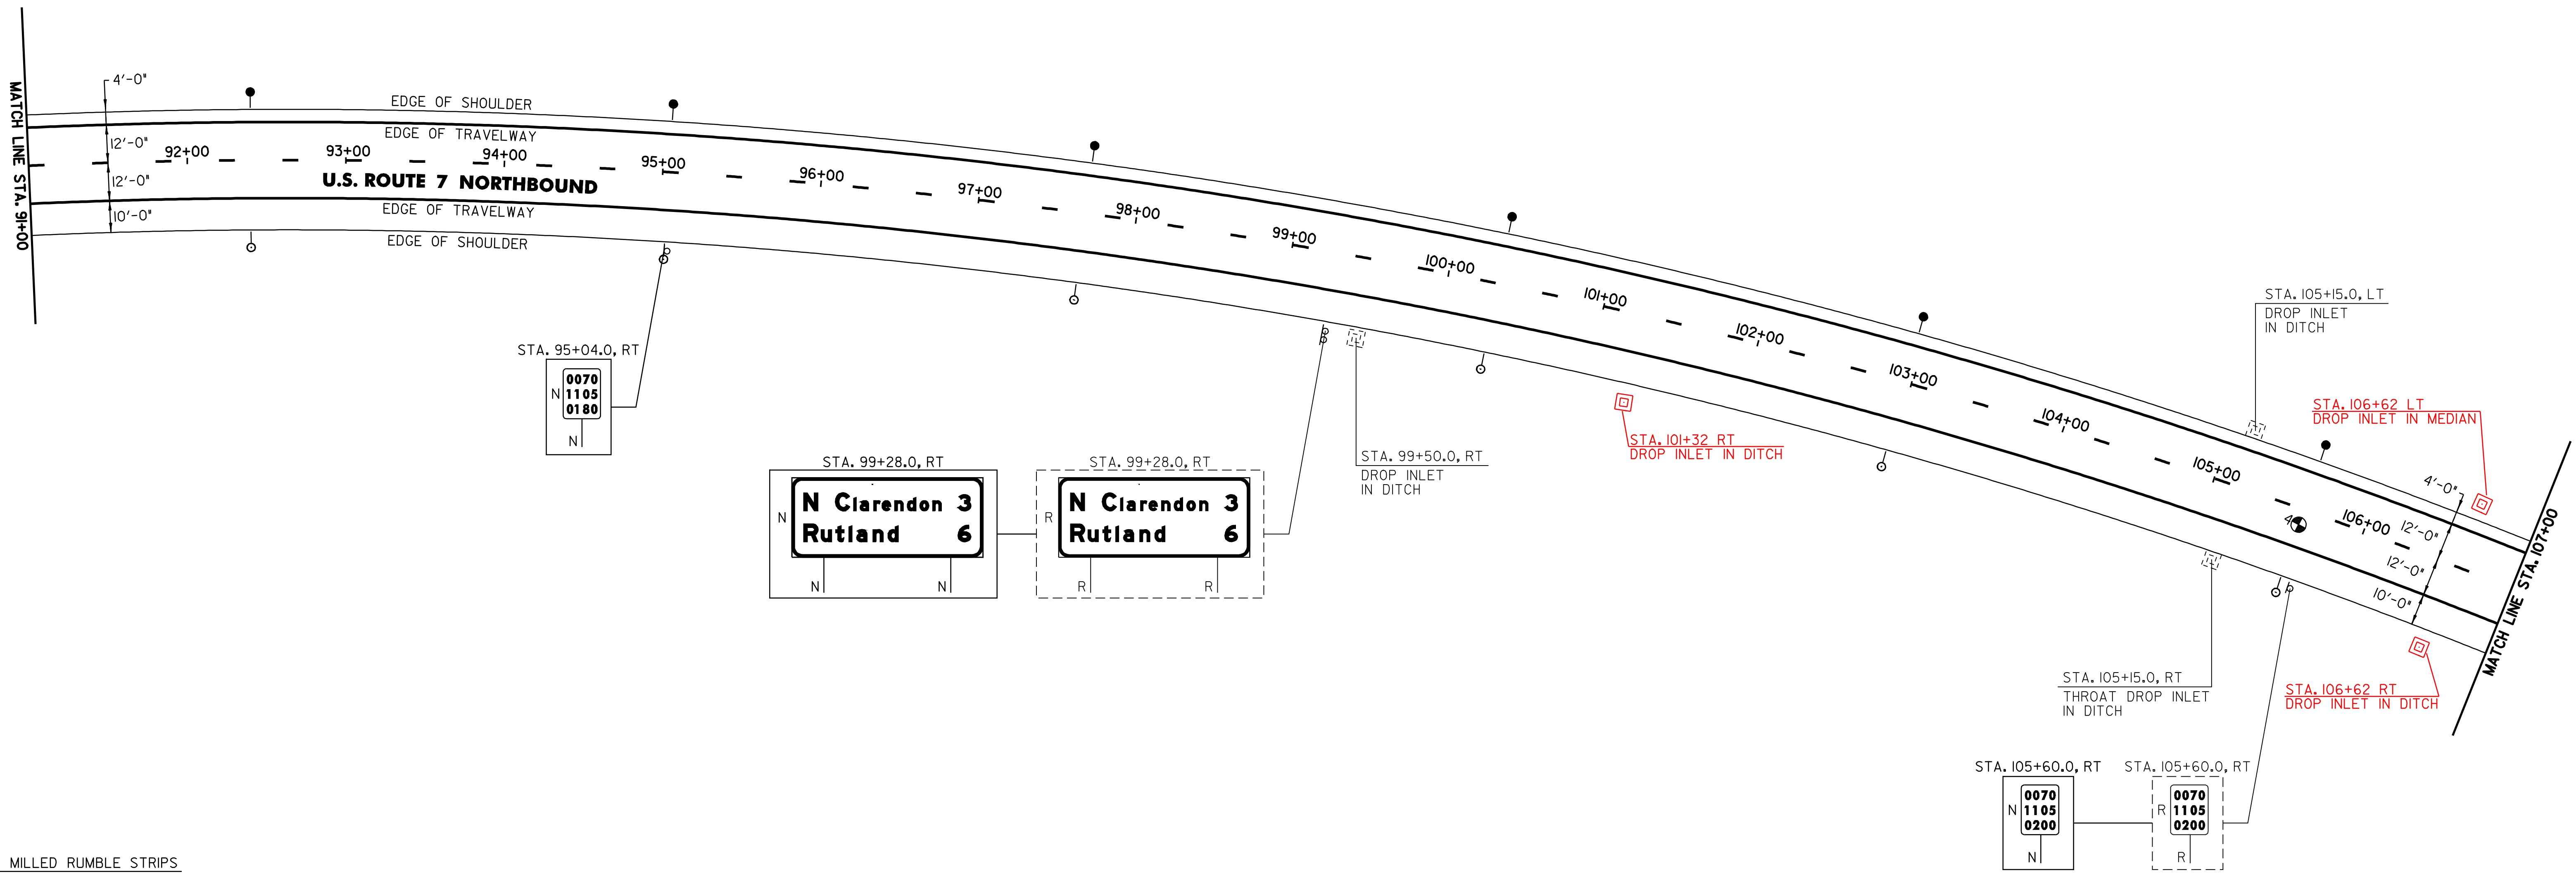 MATCH LINE STA. 91+00
4'-0"
12'-0"
12'-0"
10'-0"
EDGE OF SHOULDER
EDGE OF TRAVELWAY
92+00
93+00
94+00
95+00
96+00
97+00
98+00
99+00
100+00
101+00
102+00
103+00
104+00
105+00
106+00
U.S. ROUTE 7 NORTHBOUND
EDGE OF TRAVELWAY
EDGE OF SHOULDER
STA. 95+04.0, RT
0070
N 1105
0180
N
STA. 99+28.0, RT
N Clarendon 3
N
Rutland 6
N N
STA. 99+28.0, RT
N Clarendon 3
R
Rutland 6
R R
STA. 99+50.0, RT
DROP INLET
IN DITCH
STA. 101+32 RT
DROP INLET IN DITCH
STA. 105+15.0, LT
DROP INLET
IN DITCH
STA. 106+62 LT
DROP INLET IN MEDIAN
4
4'-0"
12'-0"
12'-0"
10'-0"
MATCH LINE STA. 107+00
STA. 105+15.0, RT
THROAT DROP INLET
IN DITCH
STA. 106+62 RT
DROP INLET IN DITCH
STA. 105+60.0, RT
0070
N 1105
0200
N
STA. 105+60.0, RT
0070
R 1105
0200
R
MILLED RUMBLE STRIPS